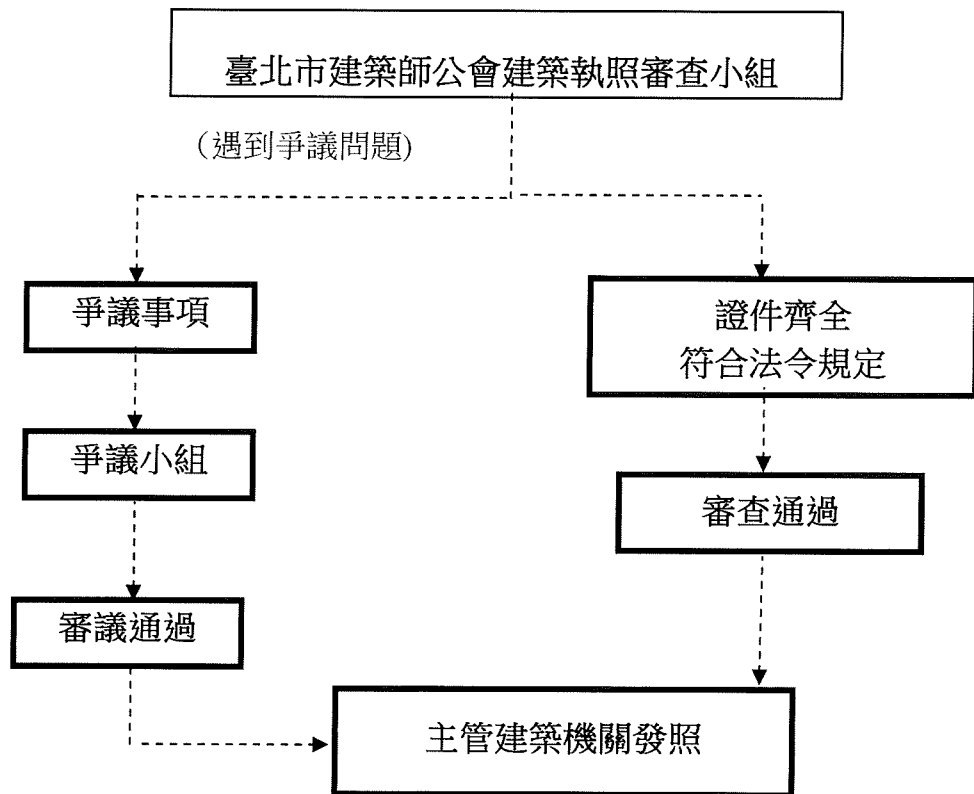 臺北市建築師公會建築執照審查小組
（遇到爭議問題)
爭議事項
證件齊全
符合法令規定
爭議小組
審查通過
審議通過
主管建築機關發照